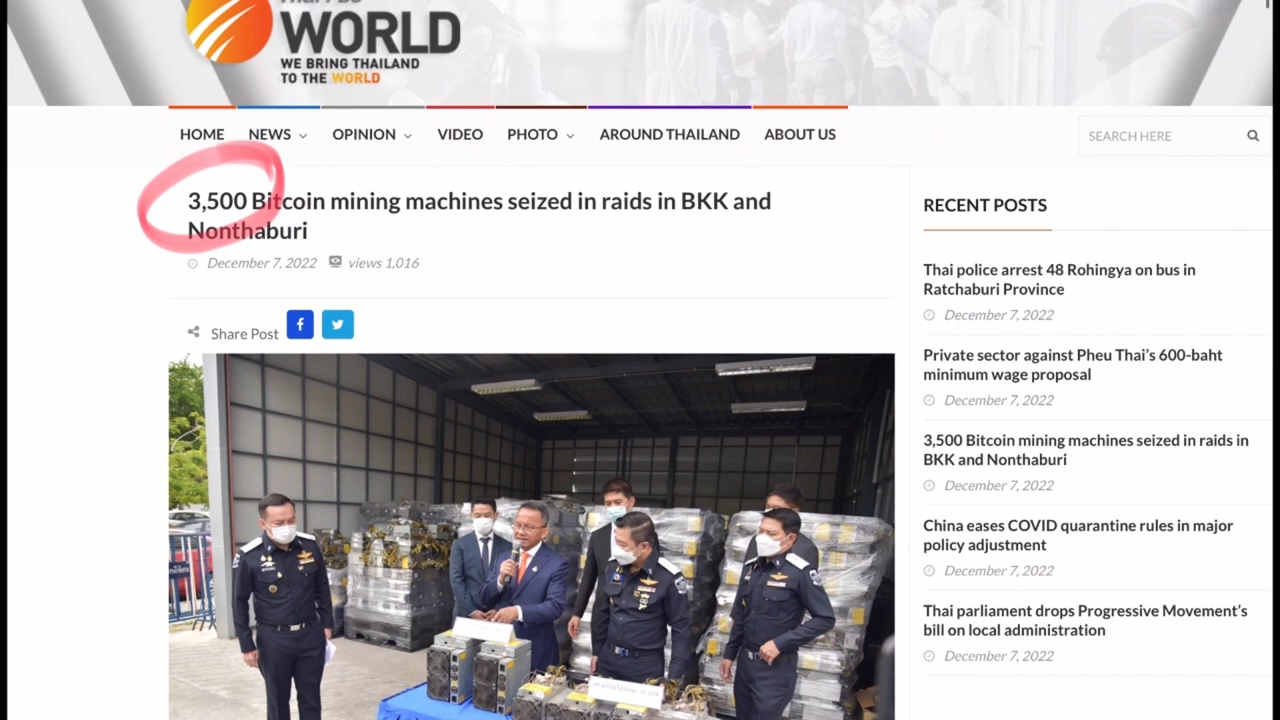 WORLD
WE BRING THAILAND
TO THE WORLD
HOME NEWS OPINION VIDEO PHOTO AROUND THAILAND ABOUT US
SEARCH HERE
3,500 Bitcoin mining machines seized in raids in BKK and
Nonthaburi
December 7, 2022 views 1,016
Share Post
RECENT POSTS
Thai police arrest 48 Rohingya on bus in
Ratchaburi Province
December 7, 2022
Private sector against Pheu Thai’s 600-baht
minimum wage proposal
December 7, 2022
3,500 Bitcoin mining machines seized in raids in
BKK and Nonthaburi
December 7, 2022
China eases COVID quarantine rules in major
policy adjustment
December 7, 2022
Thai parliament drops Progressive Movement’s
bill on local administration
December 7, 2022